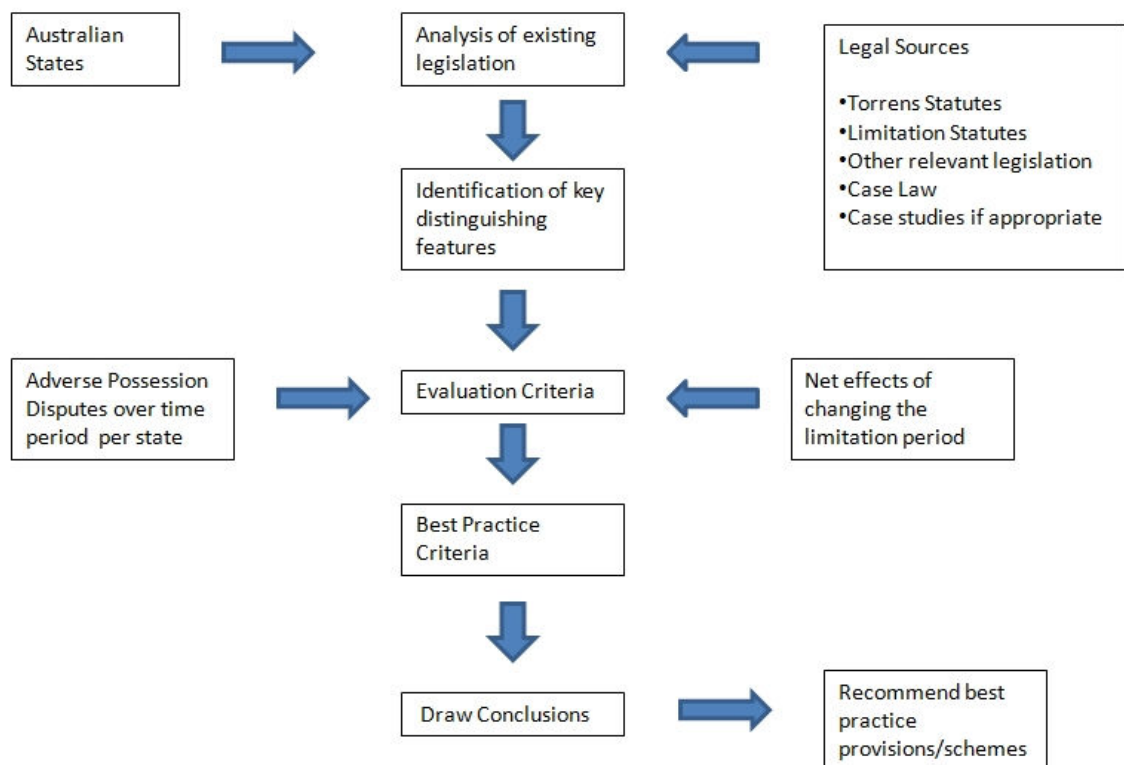 Australian
States
Analysis of existing
legislation
Legal Sources
•Torrens Statutes
•Limitation Statutes
•Other relevant legislation
•Case Law
•Case studies if appropriate
Identification of key
distinguishing
features
Adverse Possession
Disputes over time
period per state
Evaluation Criteria
Net effects of
changing the
limitation period
Best Practice
Criteria
Draw Conclusions
Recommend best
practice
provisions/schemes